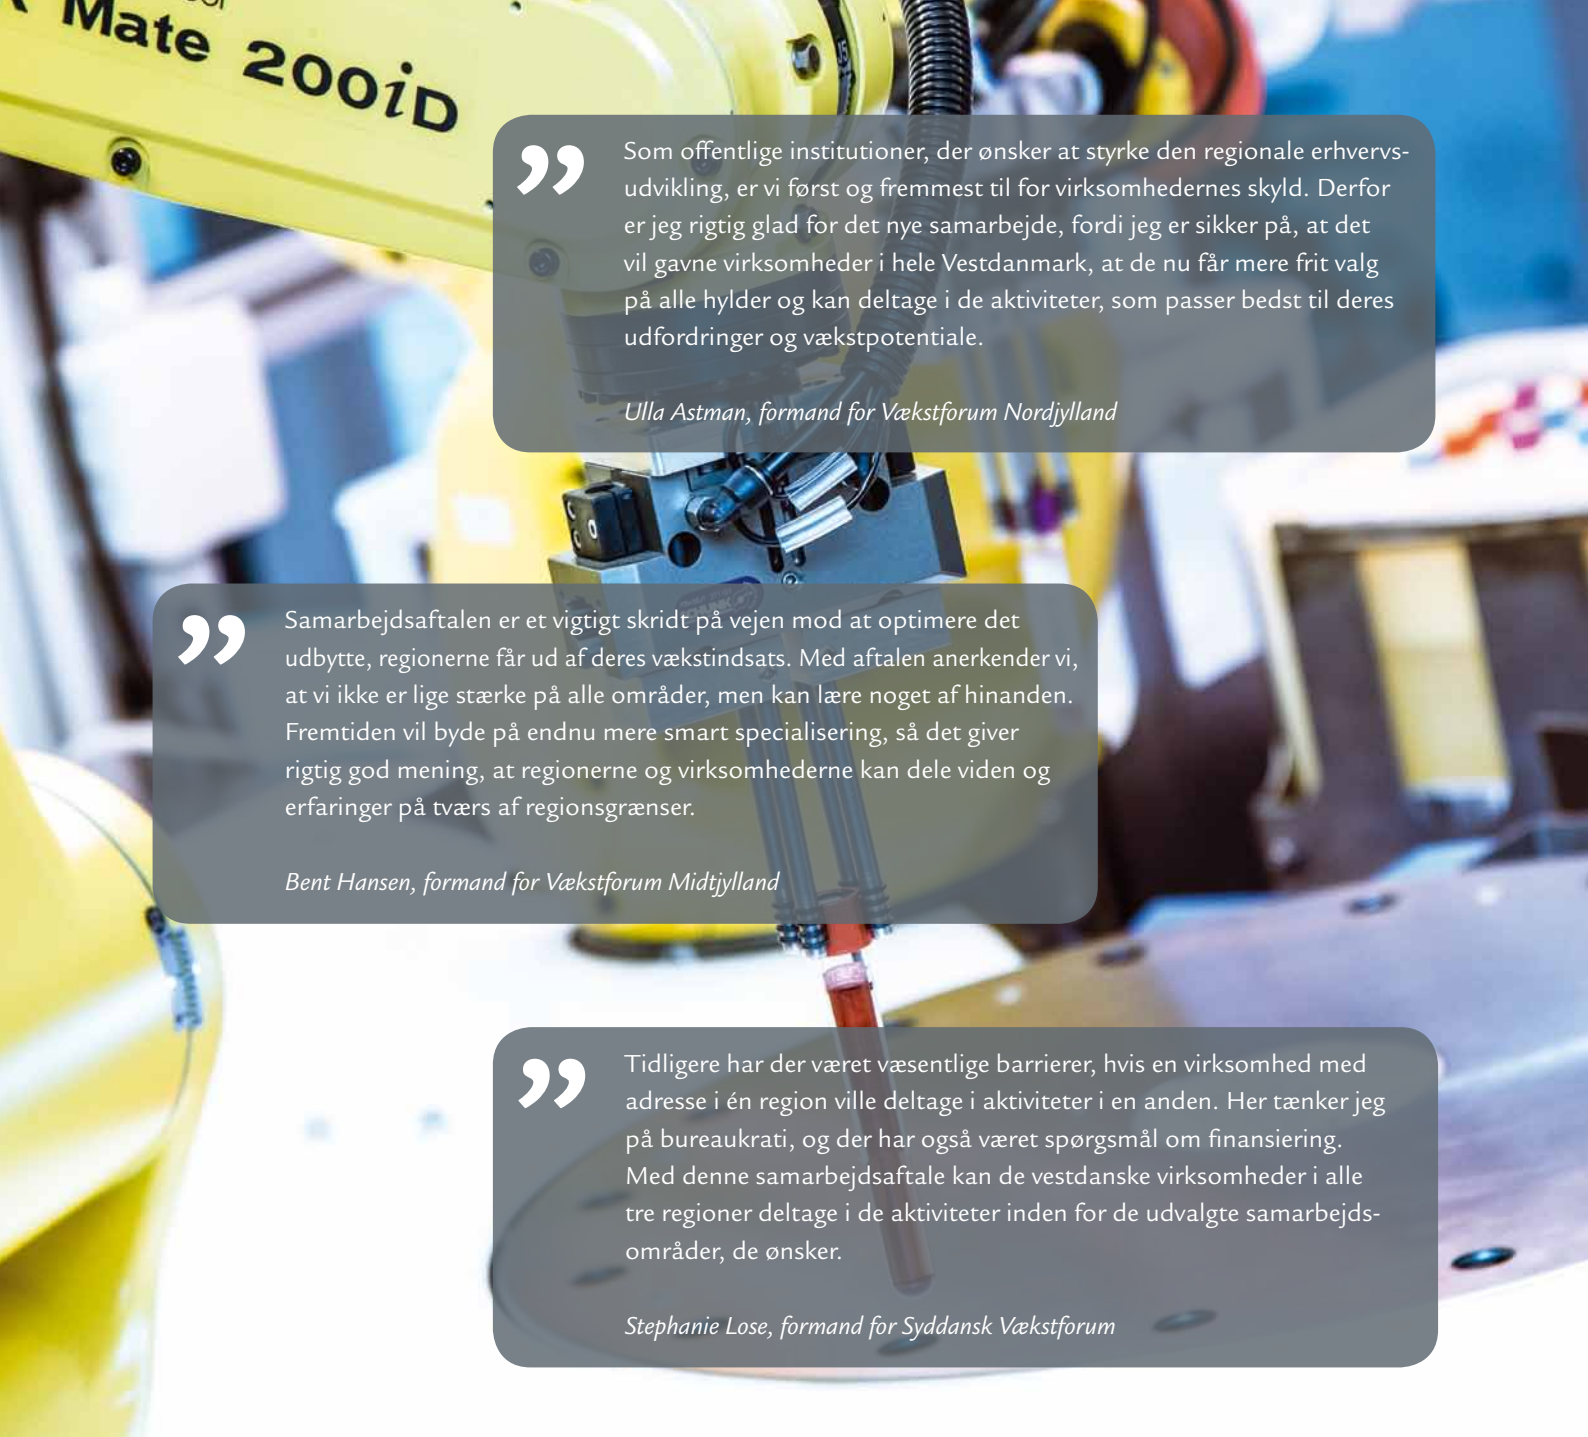 Mate 200iD
”
Som offentlige institutioner, der ønsker at styrke den regionale erhvervs-
udvikling, er vi først og fremmest til for virksomhedernes skyld. Derfor
er jeg rigtig glad for det nye samarbejde, fordi jeg er sikker på, at det
vil gavne virksomheder i hele Vestdanmark, at de nu får mere frit valg
på alle hylder og kan deltage i de aktiviteter, som passer bedst til deres
udfordringer og vækstpotentiale.
Ulla Astman, formand for Vækstforum Nordjylland
”
Samarbejdsaftalen er et vigtigt skridt på vejen mod at optimere det
udbytte, regionerne får ud af deres vækstindsats. Med aftalen anerkender vi,
at vi ikke er lige stærke på alle områder, men kan lære noget af hinanden.
Fremtiden vil byde på endnu mere smart specialisering, så det giver
rigtig god mening, at regionerne og virksomhederne kan dele viden og
erfaringer på tværs af regionsgrænser.
Bent Hansen, formand for Vækstforum Midtjylland
”
Tidligere har der været væsentlige barrierer, hvis en virksomhed med
adresse i én region ville deltage i aktiviteter i en anden. Her tænker jeg
på bureaukrati, og der har også været spørgsmål om finansiering.
Med denne samarbejdsaftale kan de vestdanske virksomheder i alle
tre regioner deltage i de aktiviteter inden for de udvalgte samarbejds-
områder, de ønsker.
Stephanie Lose, formand for Syddansk Vækstforum